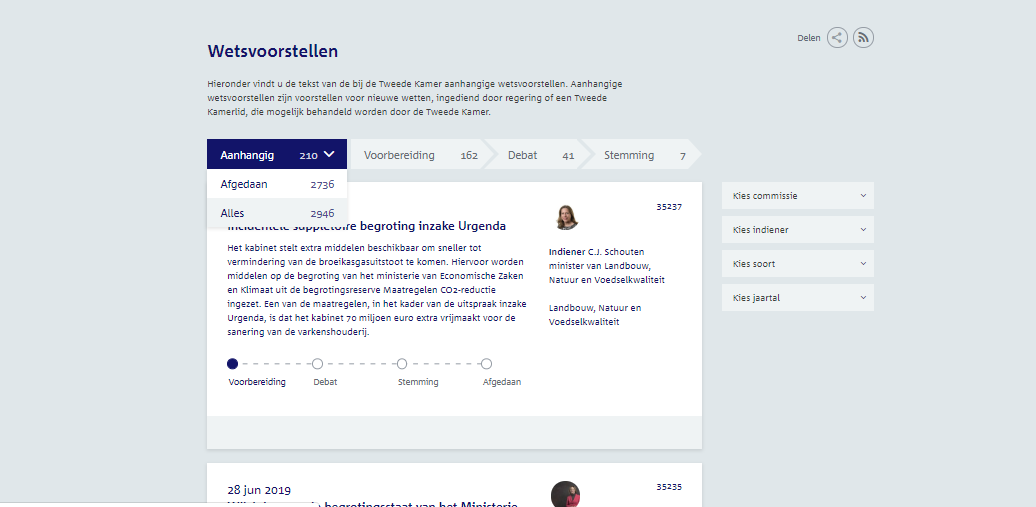 Delen
Wetsvoorstellen
Hieronder vindt u de tekst van de bij de Tweede Kamer aanhangige wetsvoorstellen. Aanhangige
wetsvoorstellen zijn voorstellen voor nieuwe wetten, ingediend door regering of een Tweede
Kamerlid, die mogelijk behandeld worden door de Tweede Kamer.
Aanhangig 210
Voorbereiding 162
Debat 41
Stemming 7
Afgedaan 2736
Alles 2946
Incidentele suppletoire begroting inzake Urgenda
Het kabinet stelt extra middelen beschikbaar om sneller tot
vermindering van de broeikasgasuitstoot te komen. Hiervoor worden
middelen op de begroting van het ministerie van Economische Zaken
en Klimaat uit de begrotingsreserve Maatregelen CO2-reductie
ingezet. Een van de maatregelen, in het kader van de uitspraak inzake
Urgenda, is dat het kabinet 70 miljoen euro extra vrijmaakt voor de
sanering van de varkenshouderij.
Voorbereiding
Debat
Stemming
Afgedaan
35237
Indiener C.J. Schouten
minister van Landbouw,
Natuur en Voedselkwaliteit
Landbouw, Natuur en
Voedselkwaliteit
Kies commissie
Kies indiener
Kies soort
Kies jaartal
28 jun 2019
35235
begrotingsstaat van het Ministerie